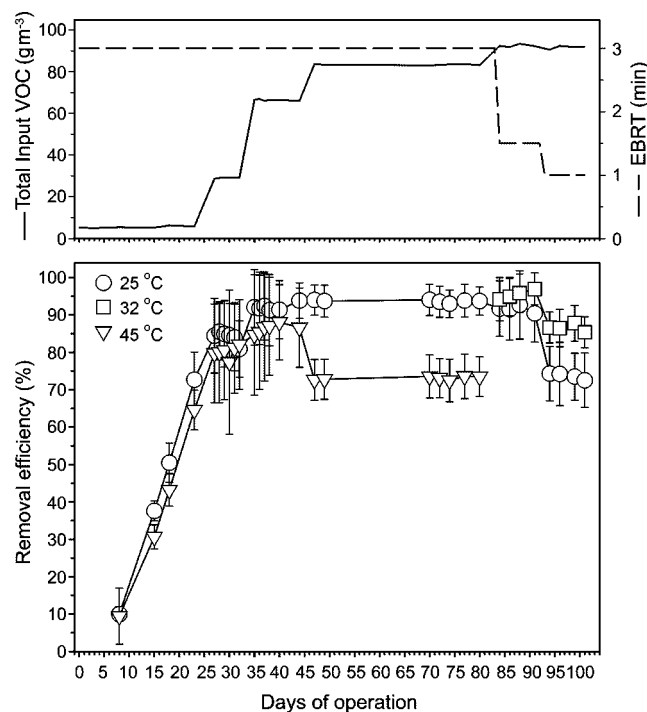 Total Input VOC (gm-3)
100
80
60
40
20
0
3
2
1
3
EBRT (min)
Removal efficiency (%)
100
90
80
70
60
50
40
30
20
10
0
25 °C
32 °C
45 °C
0 5 10 15 20 25 30 35 40 45 50 55 60 65 70 75 80 85 90 95 100
Days of operation